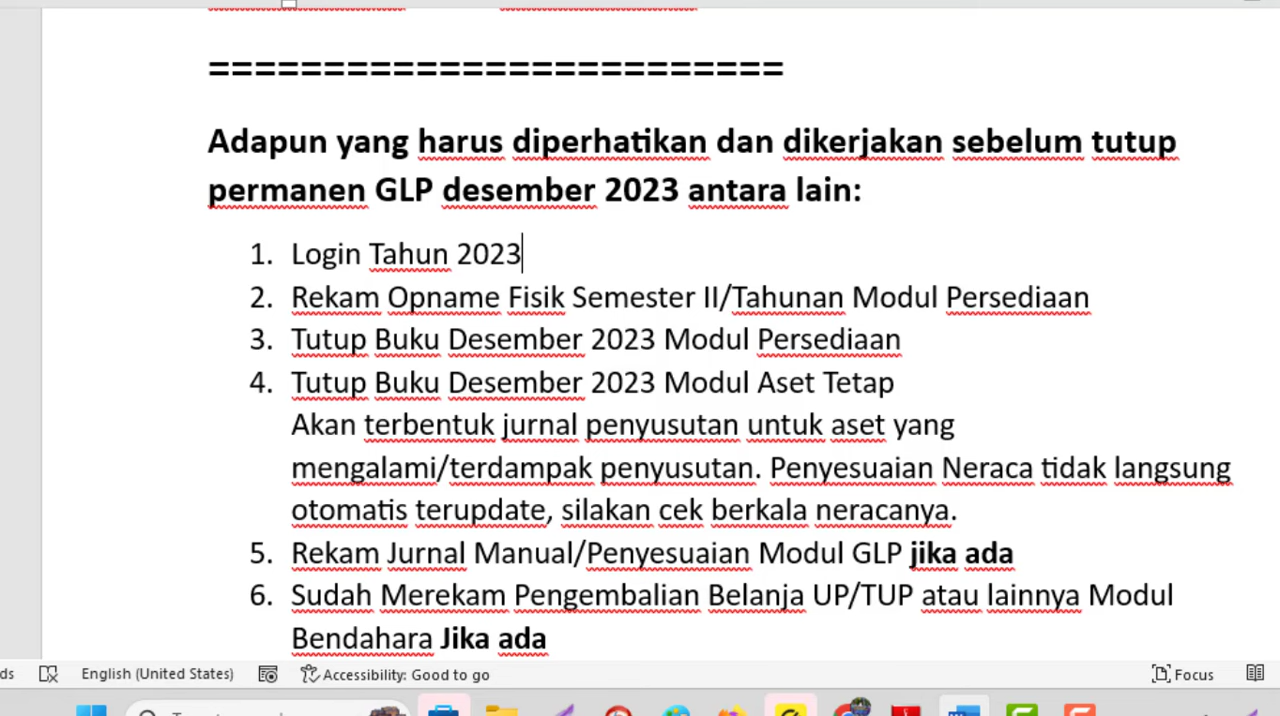 =========================
Adapun yang harus diperhatikan dan dikerjakan sebelum tutup
permanen GLP desember 2023 antara lain:
1. Login Tahun 2023
2. Rekam Opname Fisik Semester II/Tahunan Modul Persediaan
3. Tutup Buku Desember 2023 Modul Persediaan
4. Tutup Buku Desember 2023 Modul Aset Tetap
Akan terbentuk jurnal penyusutan untuk aset yang
mengalami/terdampak penyusutan. Penyesuaian Neraca tidak langsung
otomatis terupdate, silakan cek berkala neracanya.
5. Rekam Jurnal Manual/Penyesuaian Modul GLP jika ada
6. Sudah Merekam Pengembalian Belanja UP/TUP atau lainnya Modul
Bendahara Jika ada
ds English (United States) Accessibility: Good to go Focus